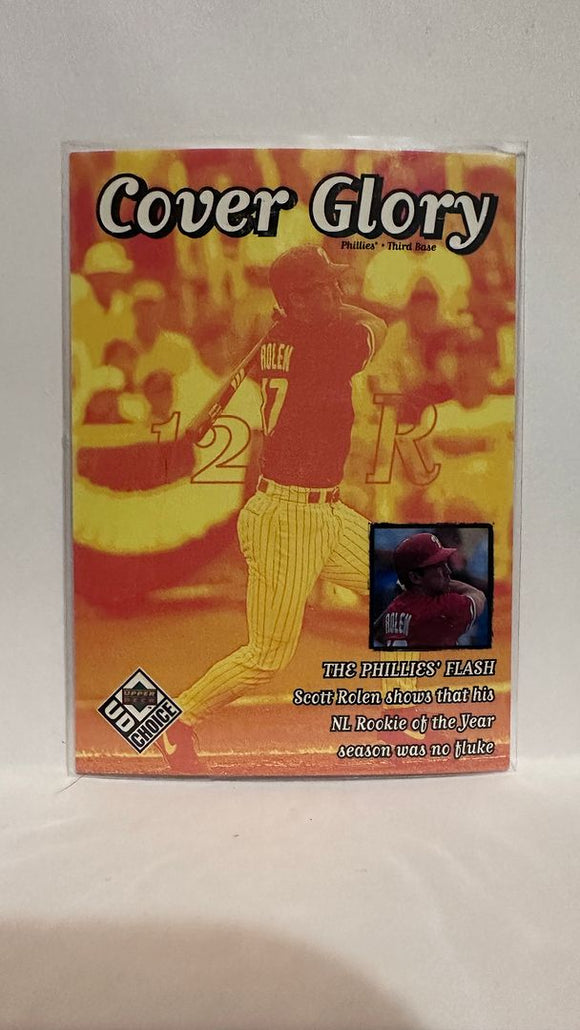 Cover Glory
Phillies® • Third Base
ROLEN
17
12 R
ROLEN
THE PHILLIES' FLASH
Scott Rolen shows that his
NL Rookie of the Year
season was no fluke
UPPER
DECK
CHOICE